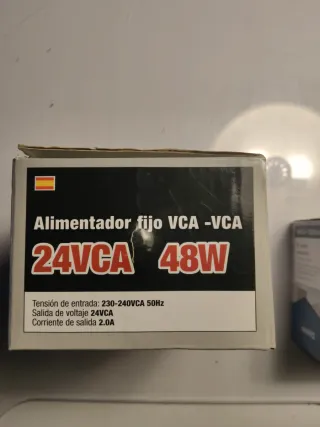 Alimentador fijo VCA -VCA
24VCA 48W
Tensión de entrada: 230-240VCA 50Hz
Salida de voltaje 24VCA
Corriente de salida 2.0A